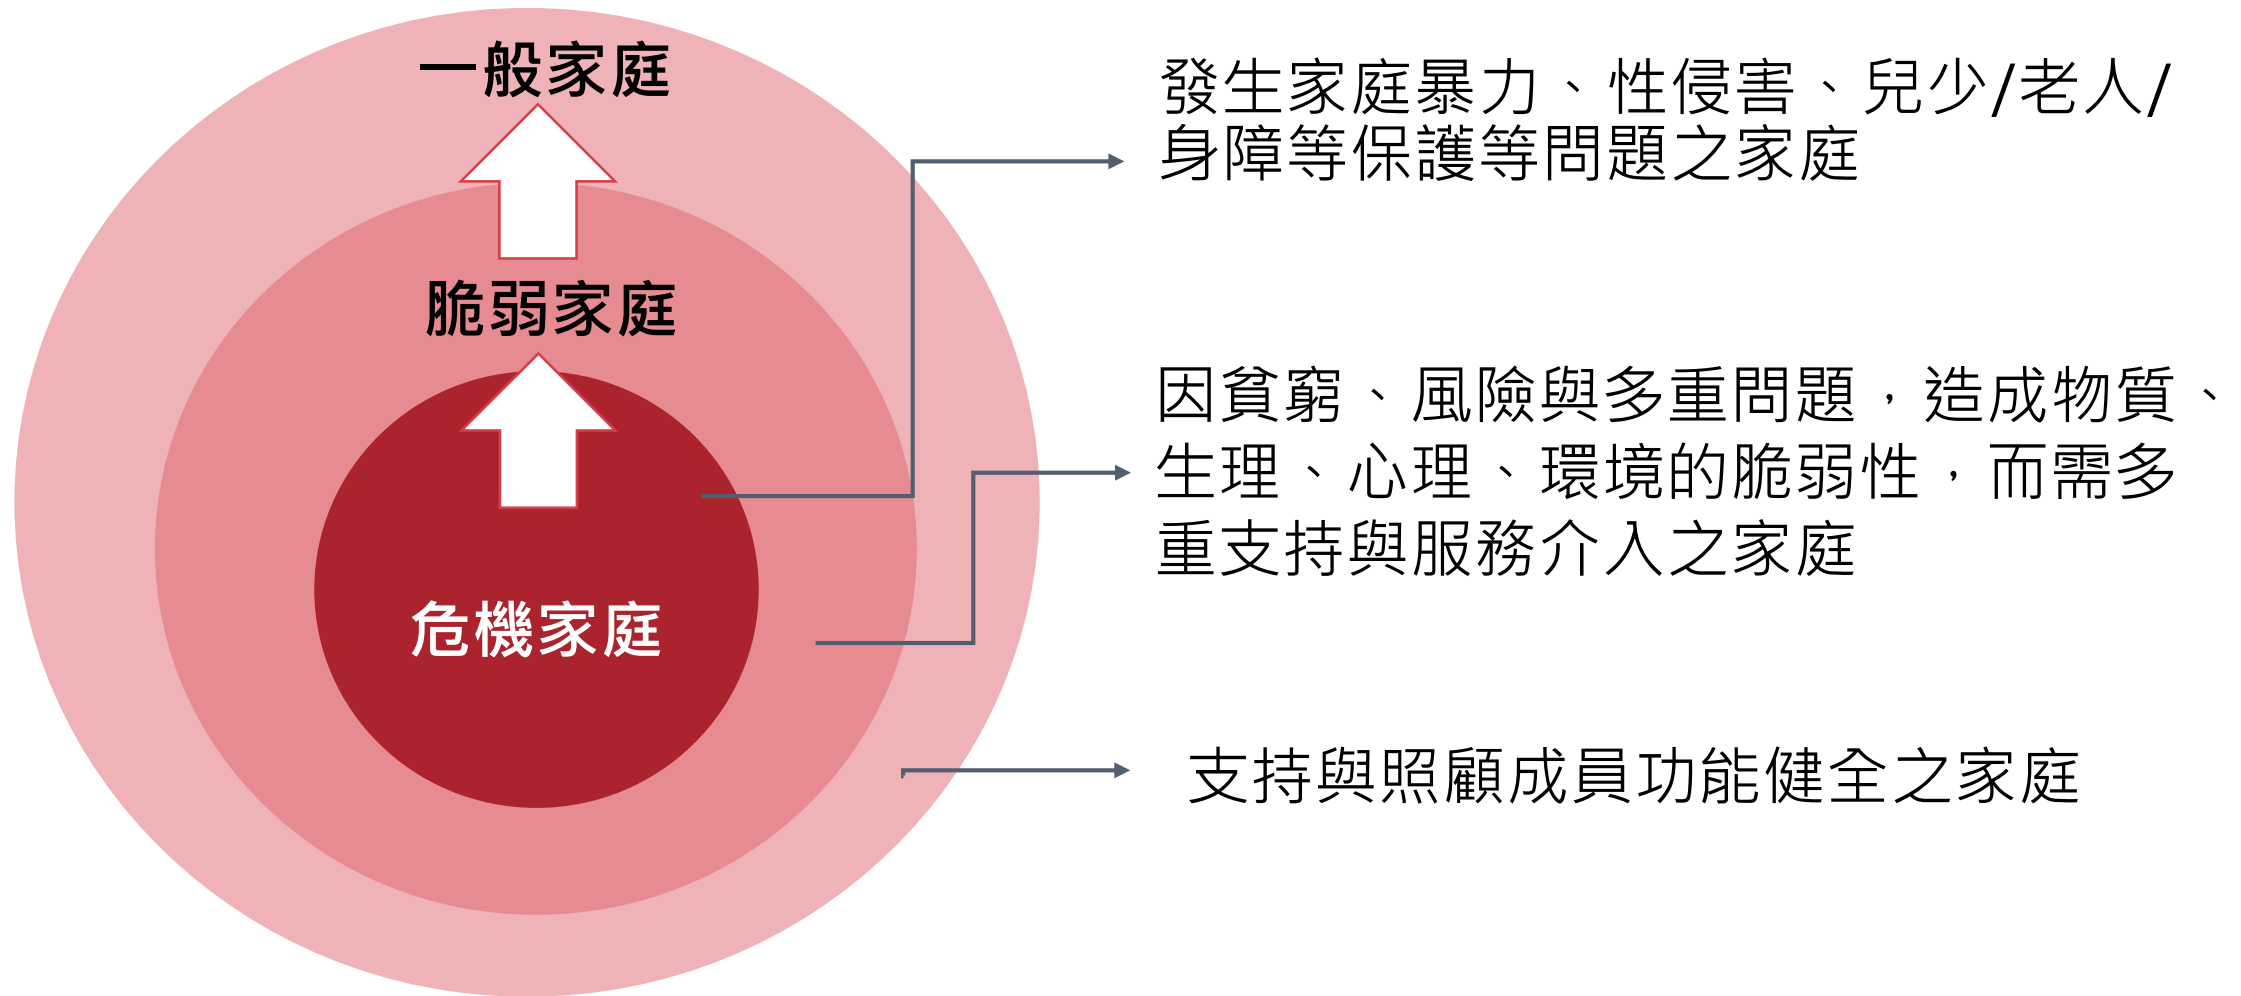 一般家庭
脆弱家庭
危機家庭
發生家庭暴力、性侵害、兒少/老人/
身障等保護等問題之家庭
因貧窮、風險與多重問題，造成物質、
生理、心理、環境的脆弱性，而需多
重支持與服務介入之家庭
支持與照顧成員功能健全之家庭